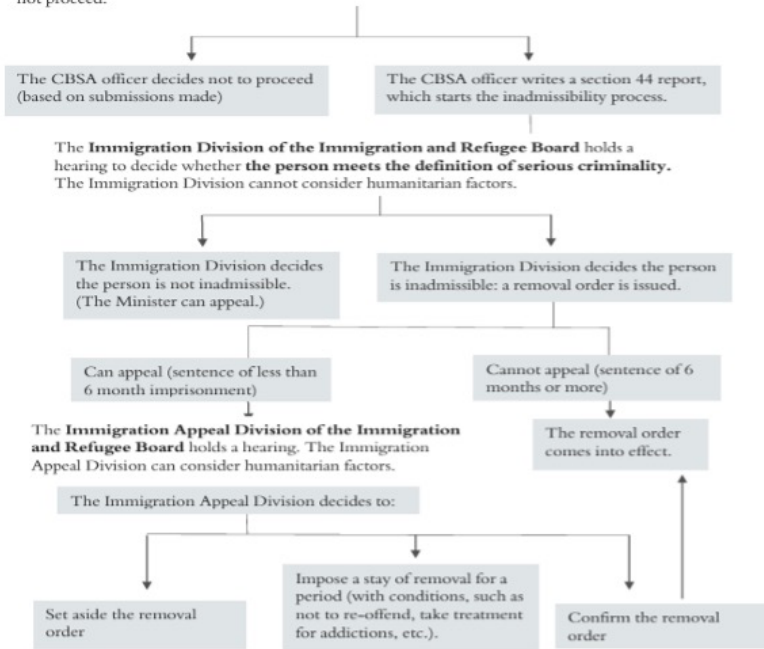 not proceed.
The CBSA officer decides not to proceed
(based on submissions made)
The CBSA officer writes a section 44 report,
which starts the inadmissibility process.
The Immigration Division of the Immigration and Refugee Board holds a
hearing to decide whether the person meets the definition of serious criminality.
The Immigration Division cannot consider humanitarian factors.
The Immigration Division decides
the person is not inadmissible.
(The Minister can appeal.)
The Immigration Division decides the person
is inadmissible: a removal order is issued.
Can appeal (sentence of less than
6 month imprisonment)
Cannot appeal (sentence of 6
months or more)
The Immigration Appeal Division of the Immigration
and Refugee Board holds a hearing. The Immigration
Appeal Division can consider humanitarian factors.
The removal order
comes into effect.
The Immigration Appeal Division decides to:
Set aside the removal
order
Impose a stay of removal for a
period (with conditions, such as
not to re-offend, take treatment
for addictions, etc.).
Confirm the removal
order